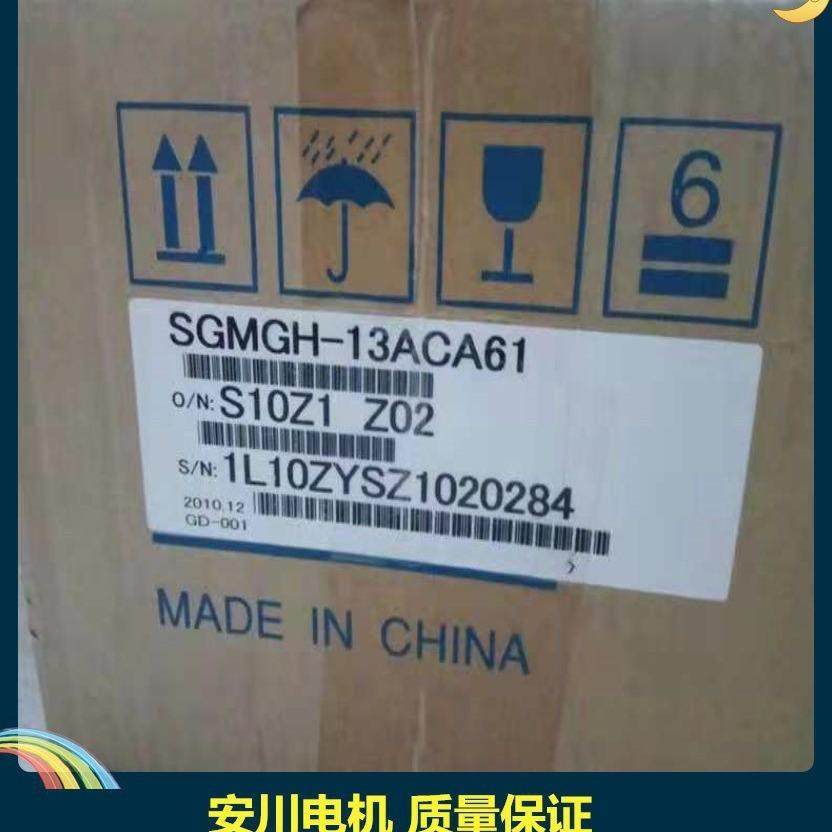 6
SGMGH-13ACA61
O/N: S10Z1 Z02
S/N: 1L10ZYSZ1020284
2010.12
GD-001
MADE IN CHINA
安川电机 质量保证